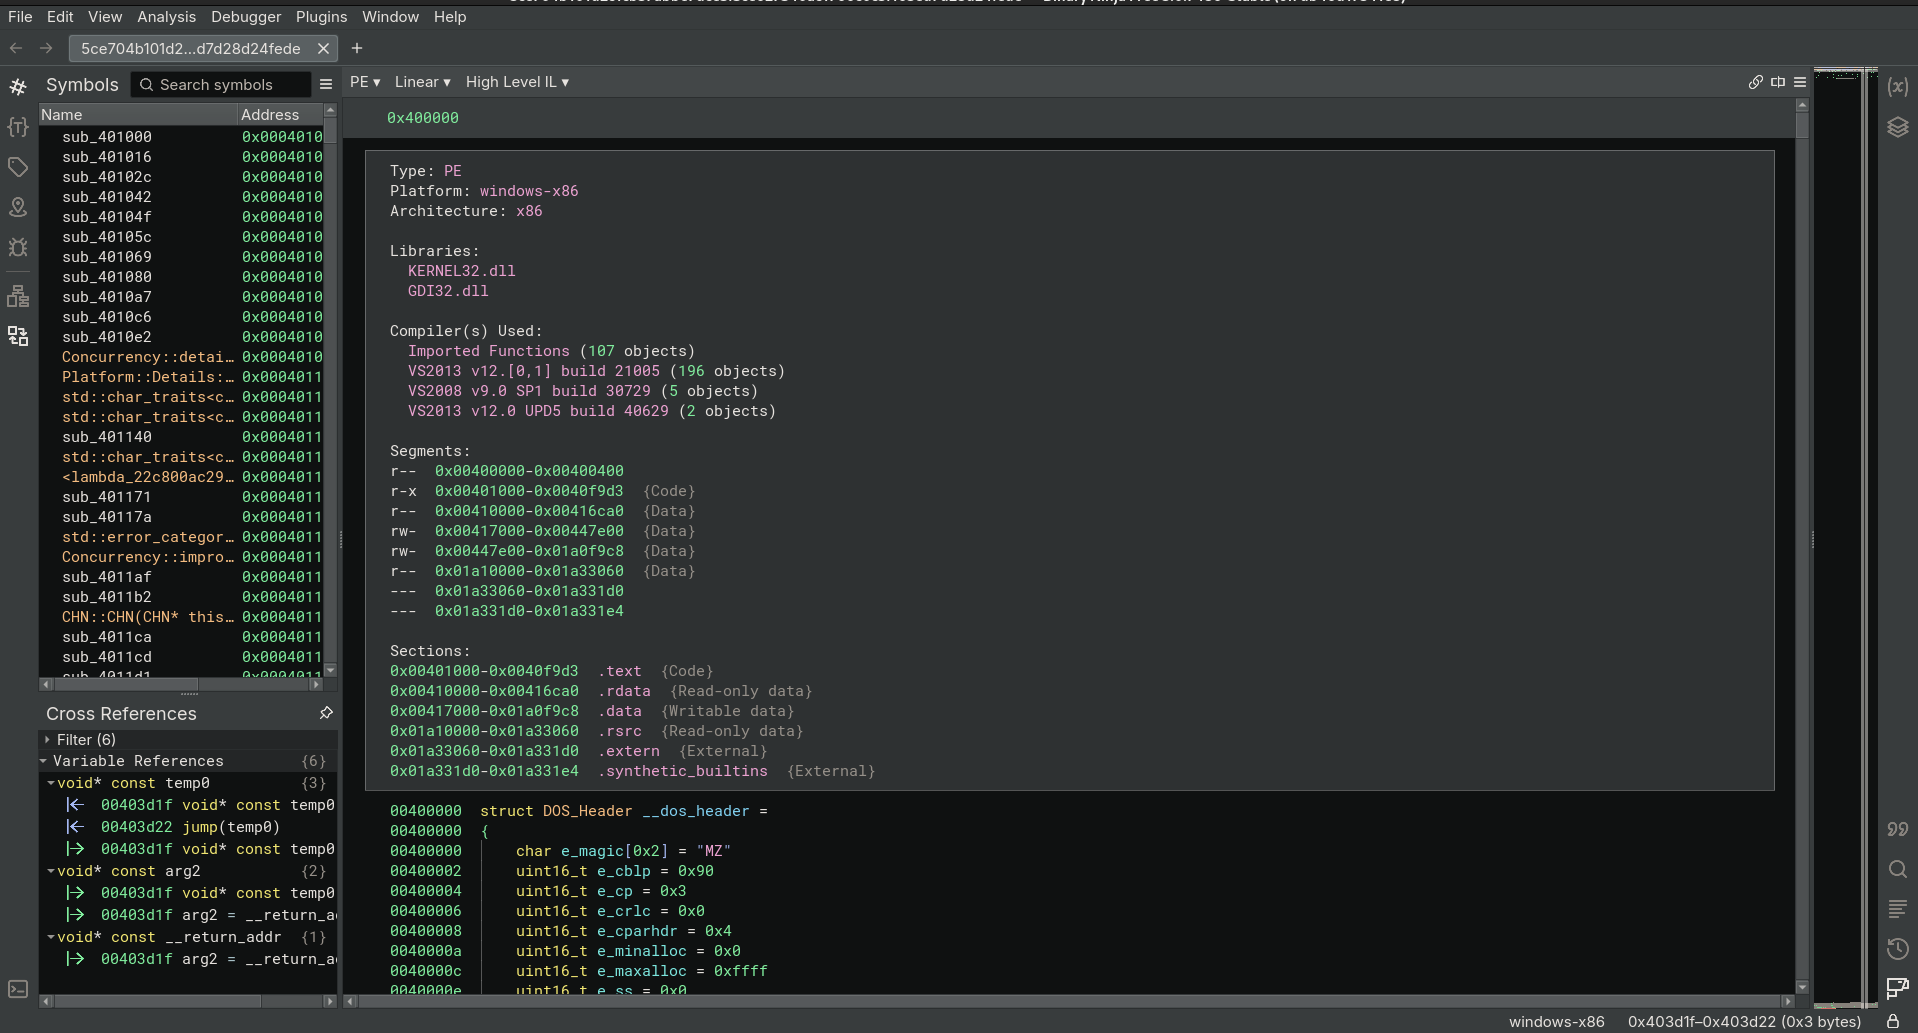 File Edit View Analysis Debugger Plugins Window Help
5ce704b101d2...d7d28d24fede
Symbols
Search symbols
Name Address
sub_401000 0x0004010
sub_401016 0x0004010
sub_40102c 0x0004010
sub_401042 0x0004010
sub_40104f 0x0004010
sub_40105c 0x0004010
sub_401069 0x0004010
sub_401080 0x0004010
sub_4010a7 0x0004010
sub_4010c6 0x0004010
sub_4010e2 0x0004010
Concurrency::detai… 0x0004010
Platform::Details:… 0x0004011
std::char_traits<c… 0x0004011
std::char_traits<c… 0x0004011
sub_401140 0x0004011
std::char_traits<c… 0x0004011
<lambda_22c800ac29… 0x0004011
sub_401171 0x0004011
sub_40117a 0x0004011
std::error_categor… 0x0004011
Concurrency::impro… 0x0004011
sub_4011af 0x0004011
sub_4011b2 0x0004011
CHN::CHN(CHN* this… 0x0004011
sub_4011ca 0x0004011
sub_4011cd 0x0004011
sub_4011d1 0x0004011
Cross References
Filter (6)
Variable References {6}
void* const temp0 {3}
00403d1f void* const temp0
00403d22 jump(temp0)
00403d1f void* const temp0
void* const arg2 {2}
00403d1f void* const temp0
00403d1f arg2 = __return_a
void* const __return_addr {1}
00403d1f arg2 = __return_a
PE ▾ Linear ▾ High Level IL ▾
0x400000
Type: PE
Platform: windows-x86
Architecture: x86
Libraries:
KERNEL32.dll
GDI32.dll
Compiler(s) Used:
Imported Functions (107 objects)
VS2013 v12.[0,1] build 21005 (196 objects)
VS2008 v9.0 SP1 build 30729 (5 objects)
VS2013 v12.0 UPD5 build 40629 (2 objects)
Segments:
r-- 0x00400000-0x00400400
r-x 0x00401000-0x0040f9d3 {Code}
r-- 0x00410000-0x00416ca0 {Data}
rw- 0x00417000-0x00447e00 {Data}
rw- 0x00447e00-0x01a0f9c8 {Data}
r-- 0x01a10000-0x01a33060 {Data}
--- 0x01a33060-0x01a331d0
--- 0x01a331d0-0x01a331e4
Sections:
0x00401000-0x0040f9d3 .text {Code}
0x00410000-0x00416ca0 .rdata {Read-only data}
0x00417000-0x01a0f9c8 .data {Writable data}
0x01a10000-0x01a33060 .rsrc {Read-only data}
0x01a33060-0x01a331d0 .extern {External}
0x01a331d0-0x01a331e4 .synthetic_builtins {External}
00400000 struct DOS_Header __dos_header =
00400000 {
00400000 char e_magic[0x2] = "MZ"
00400002 uint16_t e_cblp = 0x90
00400004 uint16_t e_cp = 0x3
00400006 uint16_t e_crlc = 0x0
00400008 uint16_t e_cparhdr = 0x4
0040000a uint16_t e_minalloc = 0x0
0040000c uint16_t e_maxalloc = 0xffff
0040000e uint16_t e_ss = 0x0
windows-x86 0x403d1f–0x403d22 (0x3 bytes)